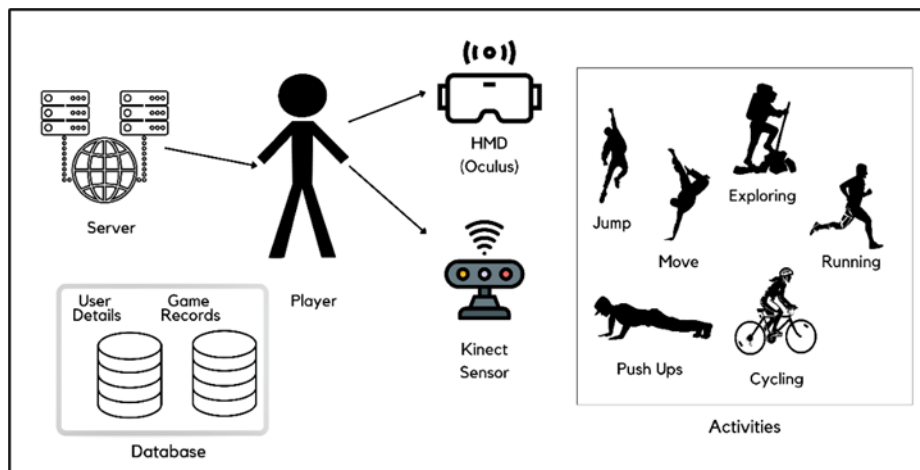 Server
User
Details
Game
Records
Database
Player
HMD
(Oculus)
Kinect
Sensor
Jump
Move
Exploring
Running
Push Ups
Cycling
Activities